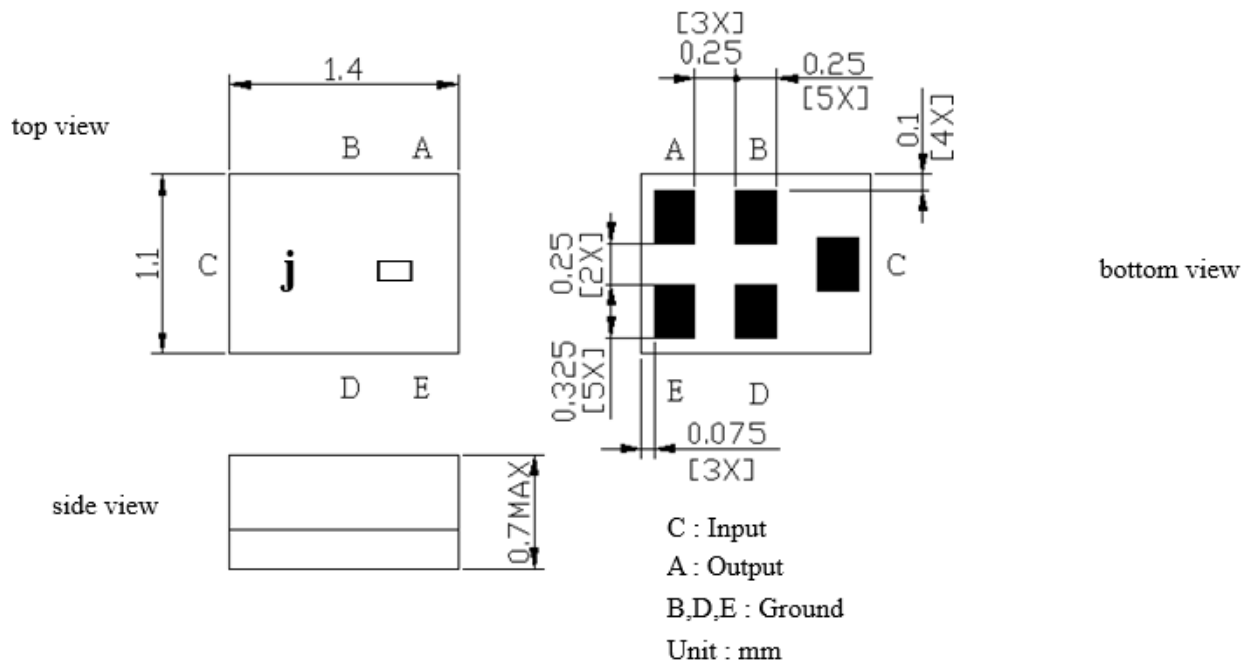 [3X]
0.25
1.4
0.25
[5X]
top view
0.1
[4X]
B A
A B
1.1
C
j
0.25
[2X]
C
bottom view
D E
0.325
[5X]
E D
0.075
[3X]
side view
0.7MAX
C : Input
A : Output
B,D,E : Ground
Unit : mm